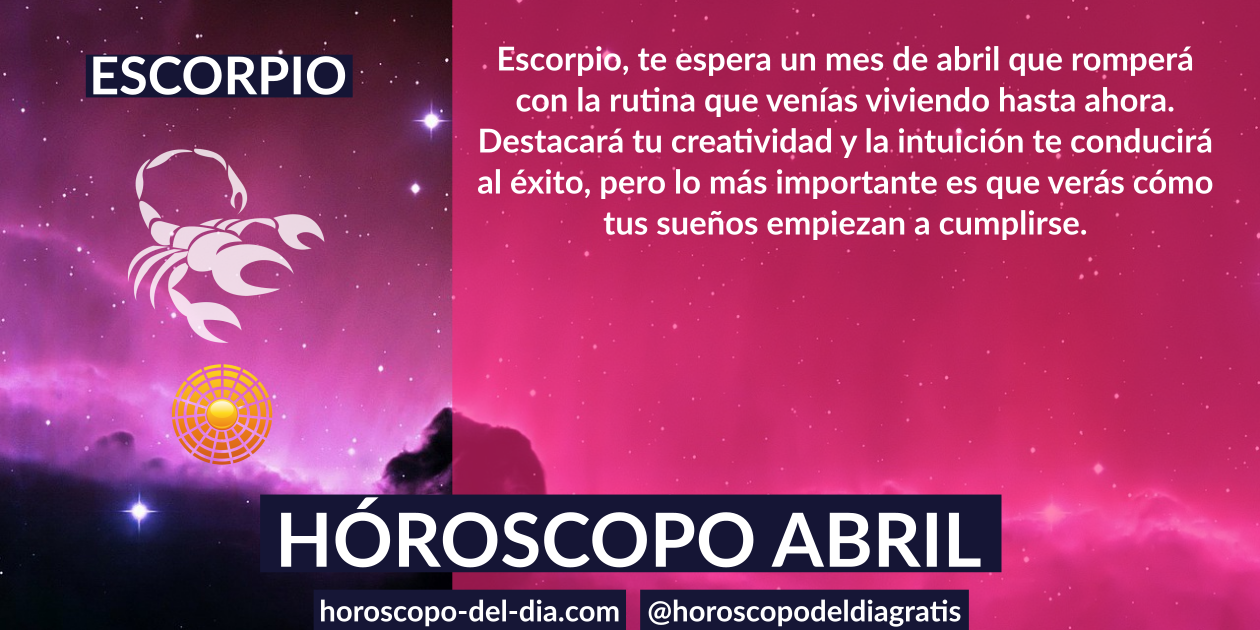 ESCORPIO
Escorpio, te espera un mes de abril que romperá
con la rutina que venías viviendo hasta ahora.
Destacará tu creatividad y la intuición te conducirá
al éxito, pero lo más importante es que verás cómo
tus sueños empiezan a cumplirse.
HÓROSCOPO ABRIL
horoscopo-del-dia.com
@horoscopodeldiagratis